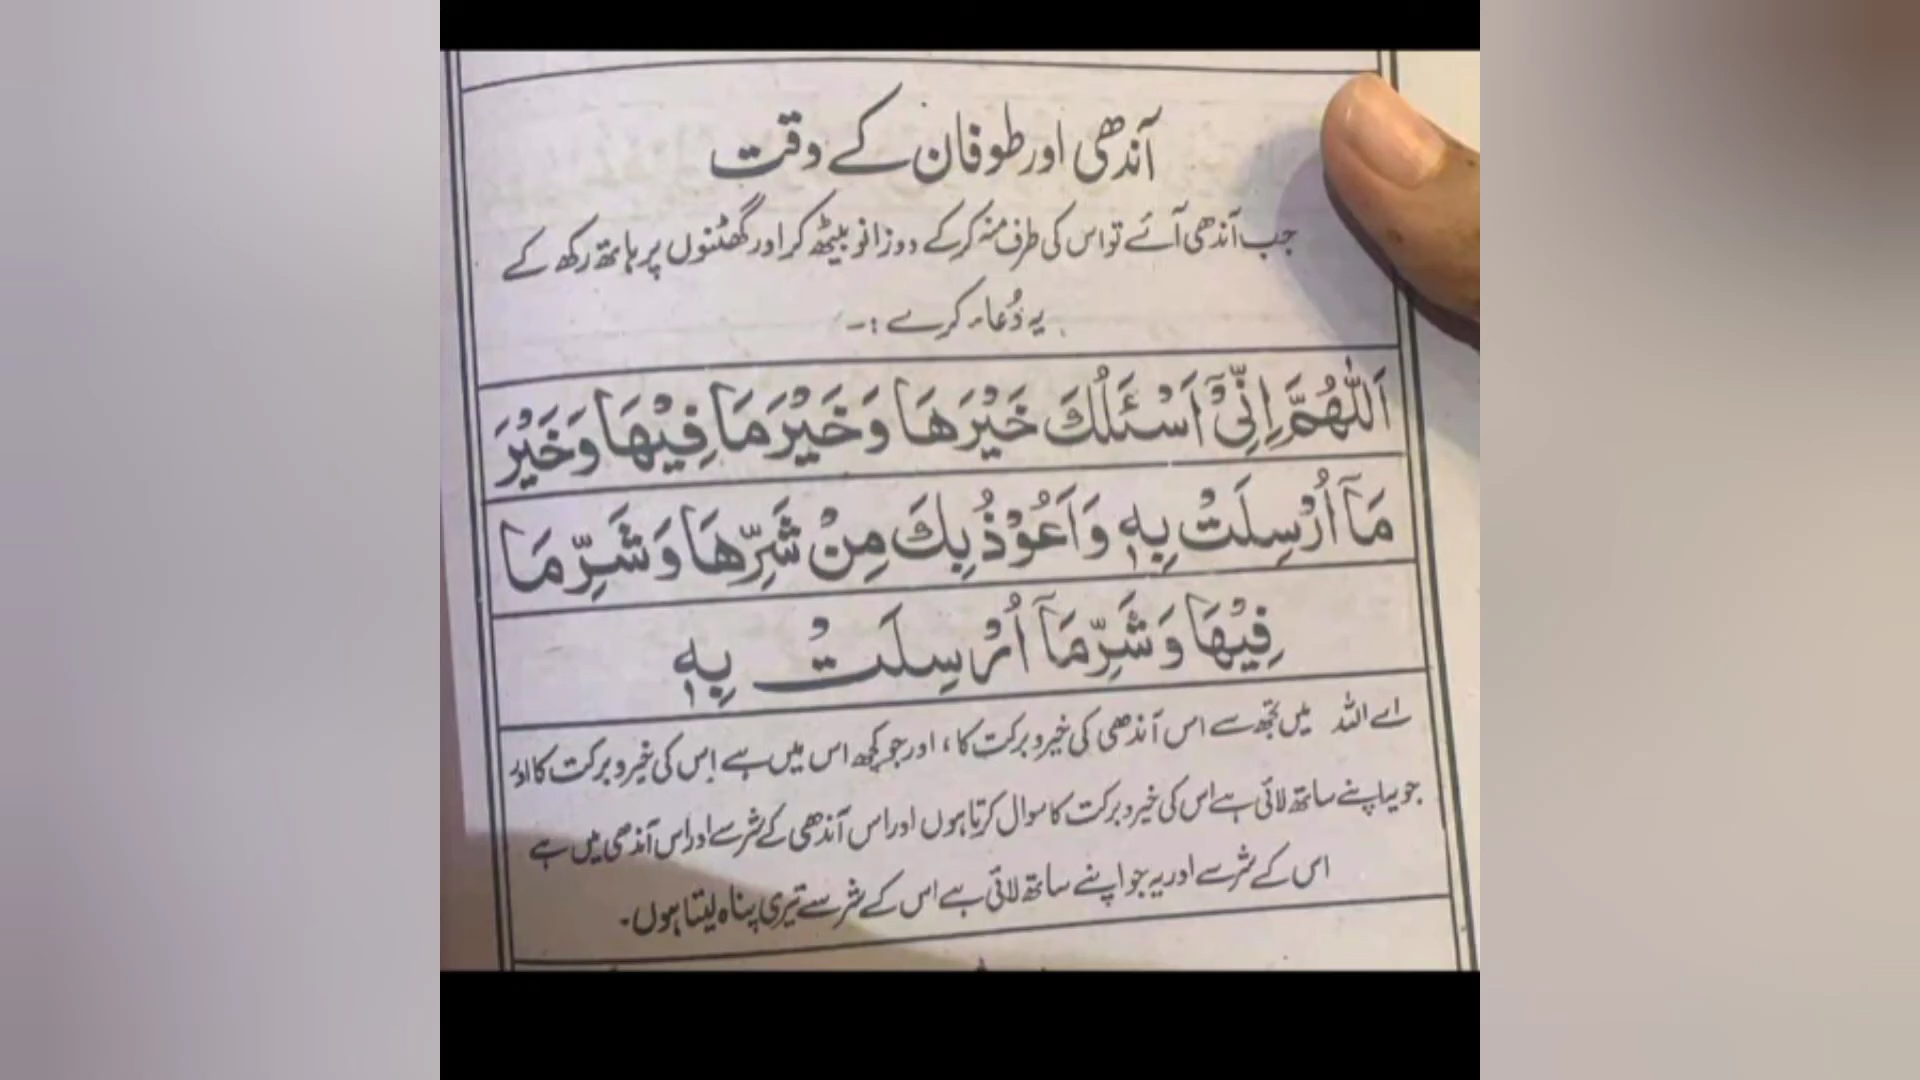 آندھی اور طوفان کے وقت
جب آندھی آئے تو اس کی طرف منہ کرکے دوزانو بیٹھ کر اور گھٹنوں پر ہاتھ رکھ کے
یہ دُعاء کرے :۔
اَللّٰهُمَّ اِنِّیْٓ اَسْئَلُكَ خَيْرَهَا وَخَيْرَمَا فِيْهَا وَخَيْرَ
مَآ اُرْسِلَتْ بِهٖ وَاَعُوْذُ بِكَ مِنْ شَرِّهَا وَشَرِّ مَا
فِيْهَا وَشَرِّ مَآ اُرْسِلَتْ بِهٖ
اے اللہ میں تجھ سے اس آندھی کی خیر و برکت کا، اور جو کچھ اس میں ہے اِس کی خیر و برکت کا اور
جو یہ اپنے ساتھ لائی ہے اس کی خیر و برکت کا سوال کرتا ہوں اور اس آندھی کے شر سے اور اس آندھی میں ہے
اس کے شر سے اور یہ جو اپنے ساتھ لائی ہے اس کے شر سے تیری پناہ لیتا ہوں۔